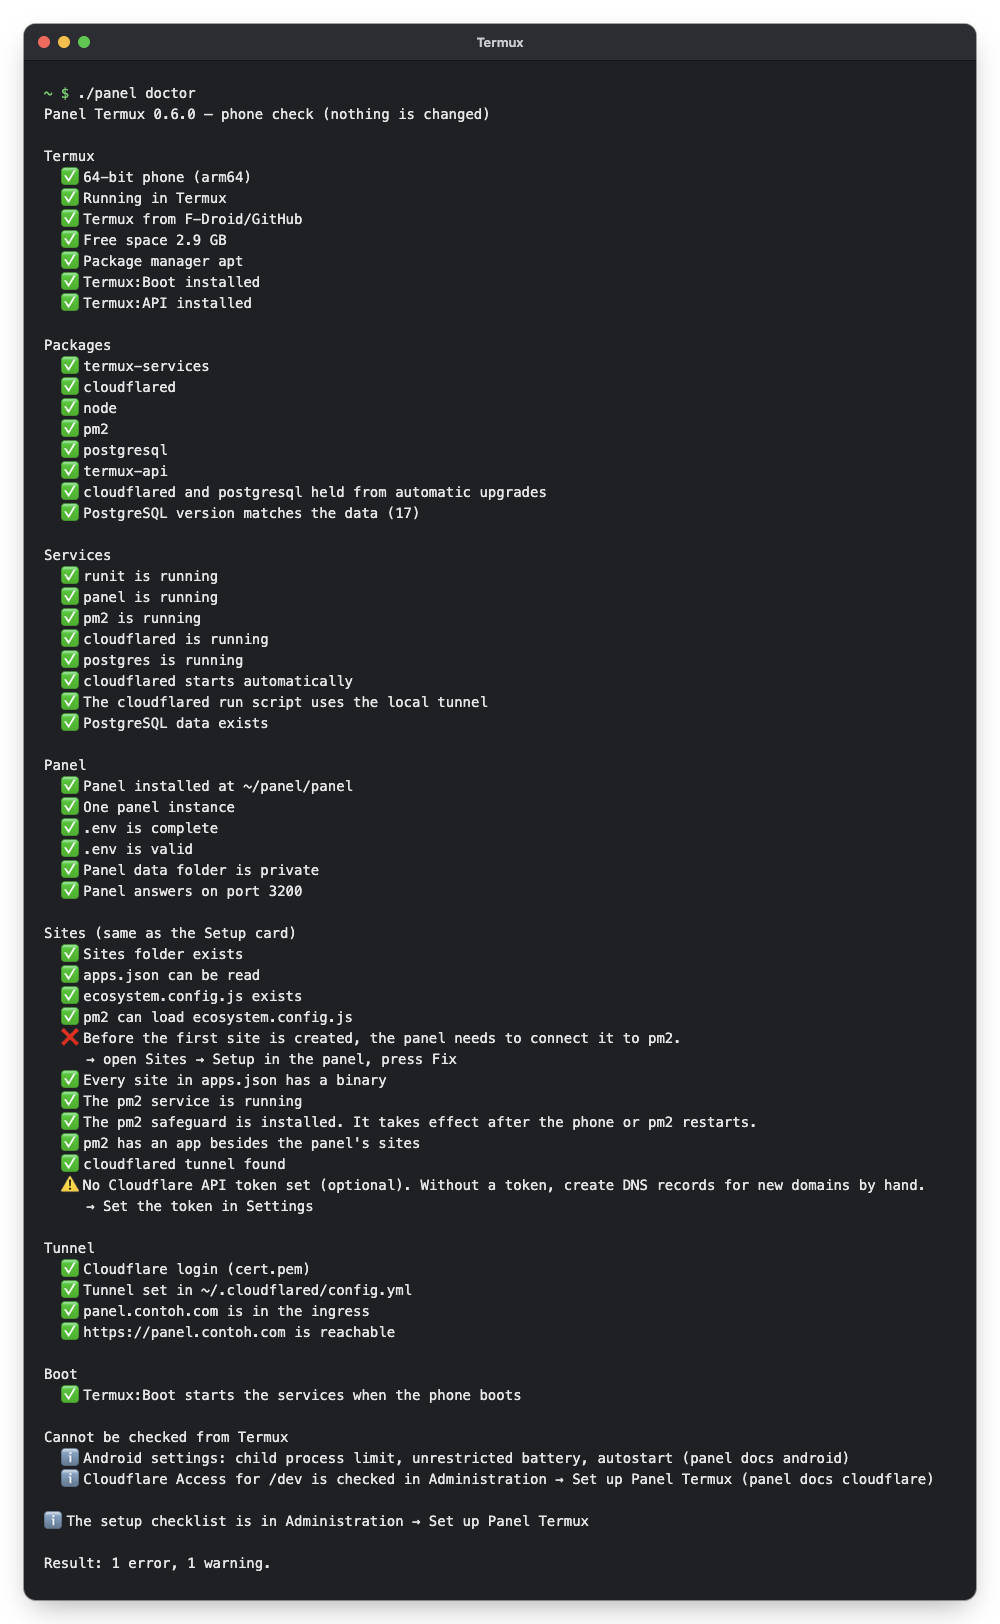 Termux
~ $ ./panel doctor
Panel Termux 0.6.0 — phone check (nothing is changed)
Termux
✅ 64-bit phone (arm64)
✅ Running in Termux
✅ Termux from F-Droid/GitHub
✅ Free space 2.9 GB
✅ Package manager apt
✅ Termux:Boot installed
✅ Termux:API installed
Packages
✅ termux-services
✅ cloudflared
✅ node
✅ pm2
✅ postgresql
✅ termux-api
✅ cloudflared and postgresql held from automatic upgrades
✅ PostgreSQL version matches the data (17)
Services
✅ runit is running
✅ panel is running
✅ pm2 is running
✅ cloudflared is running
✅ postgres is running
✅ cloudflared starts automatically
✅ The cloudflared run script uses the local tunnel
✅ PostgreSQL data exists
Panel
✅ Panel installed at ~/panel/panel
✅ One panel instance
✅ .env is complete
✅ .env is valid
✅ Panel data folder is private
✅ Panel answers on port 3200
Sites (same as the Setup card)
✅ Sites folder exists
✅ apps.json can be read
✅ ecosystem.config.js exists
✅ pm2 can load ecosystem.config.js
❌ Before the first site is created, the panel needs to connect it to pm2.
→ open Sites → Setup in the panel, press Fix
✅ Every site in apps.json has a binary
✅ The pm2 service is running
✅ The pm2 safeguard is installed. It takes effect after the phone or pm2 restarts.
✅ pm2 has an app besides the panel's sites
✅ cloudflared tunnel found
⚠️ No Cloudflare API token set (optional). Without a token, create DNS records for new domains by hand.
→ Set the token in Settings
Tunnel
✅ Cloudflare login (cert.pem)
✅ Tunnel set in ~/.cloudflared/config.yml
✅ panel.contoh.com is in the ingress
✅ https://panel.contoh.com is reachable
Boot
✅ Termux:Boot starts the services when the phone boots
Cannot be checked from Termux
ℹ️ Android settings: child process limit, unrestricted battery, autostart (panel docs android)
ℹ️ Cloudflare Access for /dev is checked in Administration → Set up Panel Termux (panel docs cloudflare)
ℹ️ The setup checklist is in Administration → Set up Panel Termux
Result: 1 error, 1 warning.